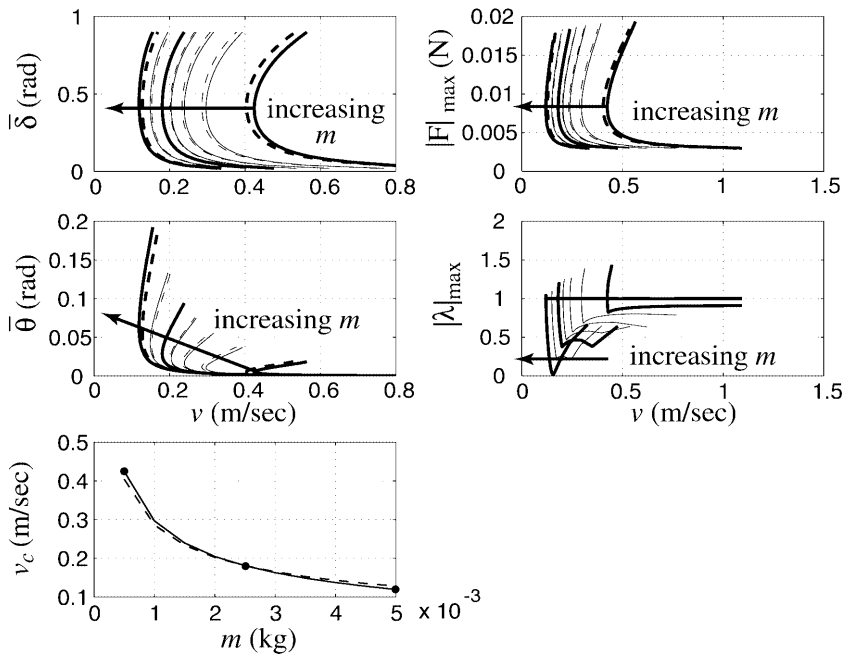 1
0.5
0
δ̄ (rad)
increasing
m
0 0.2 0.4 0.6 0.8
0.02
0.015
0.01
0.005
0
|F|max (N)
increasing m
0 0.5 1 1.5
0.2
0.15
0.1
0.05
0
θ̄ (rad)
increasing m
0 0.2 0.4 0.6 0.8
v (m/sec)
2
1.5
1
0.5
0
|λ|max
increasing m
0 0.5 1 1.5
v (m/sec)
0.5
0.4
0.3
0.2
0.1
v_c (m/sec)
0 1 2 3 4 5 x 10^-3
m (kg)